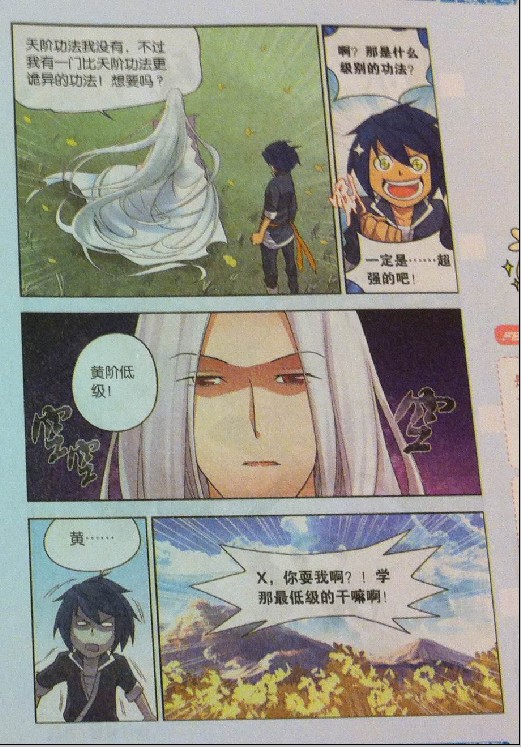 天阶功法我没有，不过
我有一门比天阶功法更
诡异的功法！想要吗？
啊？那是什么
级别的功法？
一定是……超
强的吧！
黄阶低
级！
空
空
空
黄……
X，你耍我啊？！学
那最低级的干嘛啊！